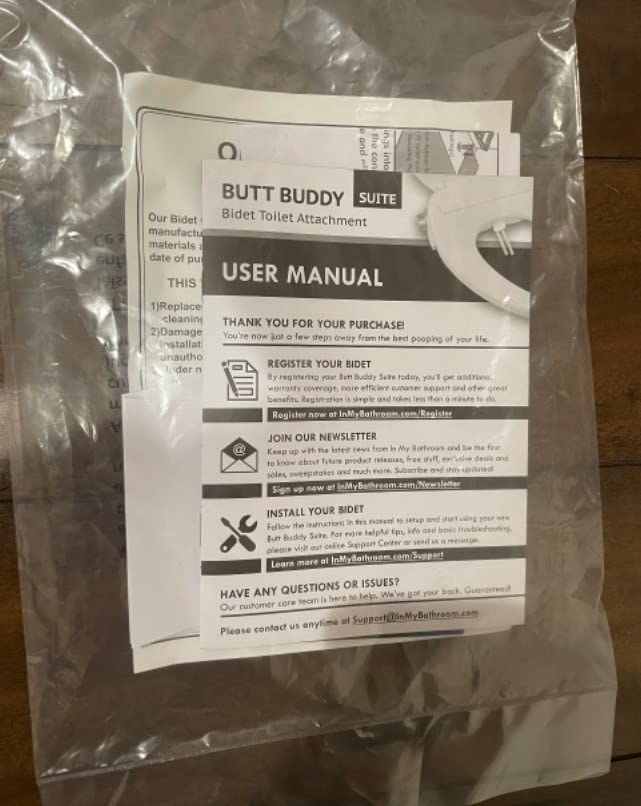 BUTT BUDDY SUITE
Bidet Toilet Attachment
USER MANUAL
THANK YOU FOR YOUR PURCHASE!
You're now just a few steps away from the best pooping of your life.
REGISTER YOUR BIDET
By registering your Butt Buddy Suite today, you'll get additional
warranty coverage, more efficient customer support and other great
benefits. Registration is simple and takes less than a minute to do.
Register now at InMyBathroom.com/Register
@
JOIN OUR NEWSLETTER
Keep up with the latest news from In My Bathroom and be the first
to know about future product releases, free stuff, exclusive deals and
sales, sweepstakes and much more. Subscribe and stay updated!
Sign up now at InMyBathroom.com/Newsletter
INSTALL YOUR BIDET
Follow the instructions in this manual to setup and start using your new
Butt Buddy Suite. For more helpful tips, info and basic troubleshooting,
please visit our online Support Center or send us a message.
Learn more at InMyBathroom.com/Support
HAVE ANY QUESTIONS OR ISSUES?
Our customer care team is here to help. We've got your back. Guaranteed!
Please contact us anytime at Support@InMyBathroom.com
O
Our Bidet
manufactu
materials
date of pu
THIS
1)Replace
cleaning
2)Damage
installati
unautho
under n
ngs into
the con
e and